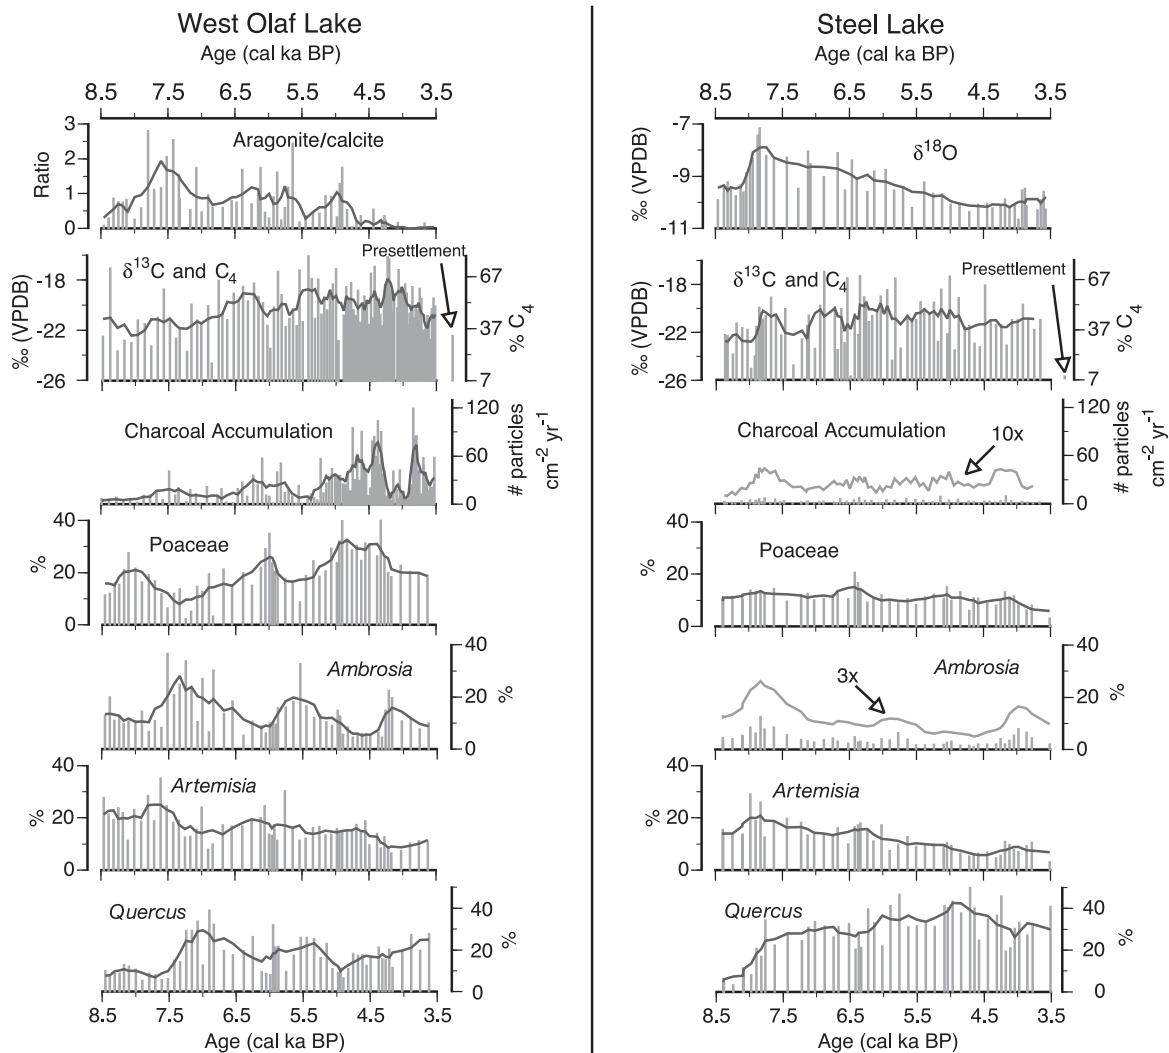 West Olaf Lake
Age (cal ka BP)
8.5 7.5 6.5 5.5 4.5 3.5
3
2
1
0
Ratio
Aragonite/calcite
-18
-22
-26
‰ (VPDB)
δ13C and C4
Presettlement
67
37
7
% C4
Charcoal Accumulation
120
60
0
# particles
cm-2 yr-1
40
20
0
%
Poaceae
Ambrosia
40
20
0
%
40
20
0
%
Artemisia
Quercus
40
20
0
%
8.5 7.5 6.5 5.5 4.5 3.5
Age (cal ka BP)
Steel Lake
Age (cal ka BP)
8.5 7.5 6.5 5.5 4.5 3.5
-7
-9
-11
‰ (VPDB)
δ18O
-18
-22
-26
‰ (VPDB)
δ13C and C4
Presettlement
67
37
7
% C4
Charcoal Accumulation
10x
120
60
0
# particles
cm-2 yr-1
40
20
0
%
Poaceae
Ambrosia
3x
40
20
0
%
40
20
0
%
Artemisia
Quercus
40
20
0
%
8.5 7.5 6.5 5.5 4.5 3.5
Age (cal ka BP)